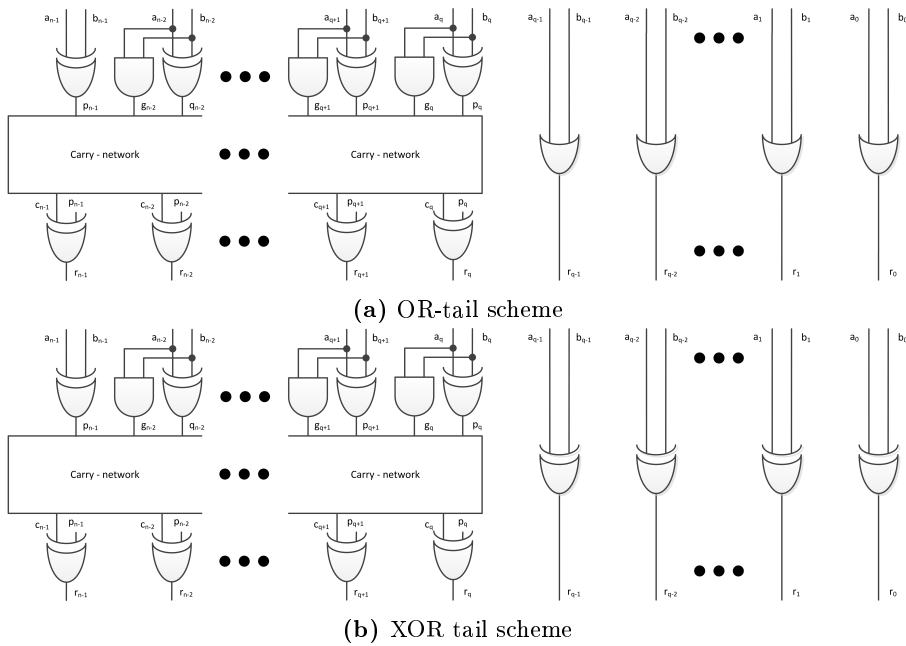 a_{n-1} b_{n-1} a_{n-2} b_{n-2} a_{q+1} b_{q+1} a_q b_q a_{q-1} b_{q-1} a_{q-2} b_{q-2} a_1 b_1 a_0 b_0
p_{n-1} g_{n-2} q_{n-2} g_{q+1} p_{q+1} g_q p_q
Carry - network Carry - network
c_{n-1} p_{n-1} c_{n-2} p_{n-2} c_{q+1} p_{q+1} c_q p_q
r_{n-1} r_{n-2} r_{q+1} r_q r_{q-1} r_{q-2} r_1 r_0
(a) OR-tail scheme
a_{n-1} b_{n-1} a_{n-2} b_{n-2} a_{q+1} b_{q+1} a_q b_q a_{q-1} b_{q-1} a_{q-2} b_{q-2} a_1 b_1 a_0 b_0
p_{n-1} g_{n-2} q_{n-2} g_{q+1} p_{q+1} g_q p_q
Carry - network Carry - network
c_{n-1} p_{n-1} c_{n-2} p_{n-2} c_{q+1} p_{q+1} c_q p_q
r_{n-1} r_{n-2} r_{q+1} r_q r_{q-1} r_{q-2} r_1 r_0
(b) XOR tail scheme